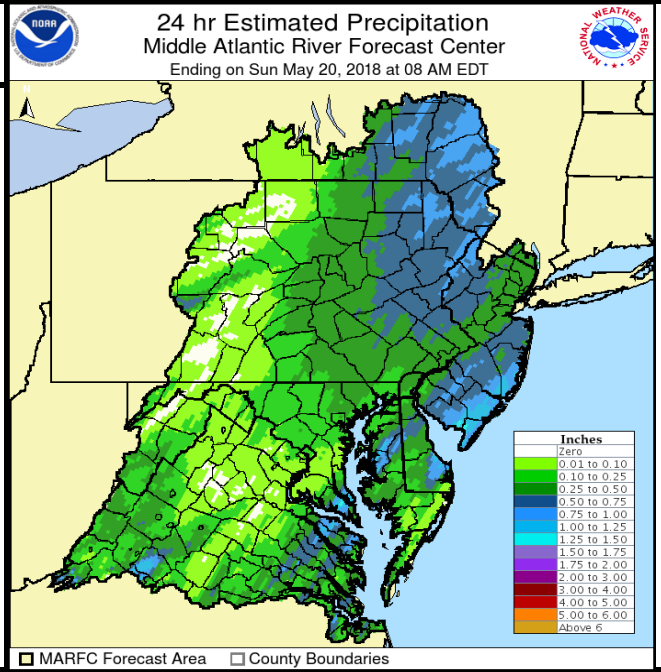 24 hr Estimated Precipitation
Middle Atlantic River Forecast Center
Ending on Sun May 20, 2018 at 08 AM EDT
NOAA
NATIONAL WEATHER SERVICE
N
Inches
Zero
0.01 to 0.10
0.10 to 0.25
0.25 to 0.50
0.50 to 0.75
0.75 to 1.00
1.00 to 1.25
1.25 to 1.50
1.50 to 1.75
1.75 to 2.00
2.00 to 3.00
3.00 to 4.00
4.00 to 5.00
5.00 to 6.00
Above 6
MARFC Forecast Area County Boundaries